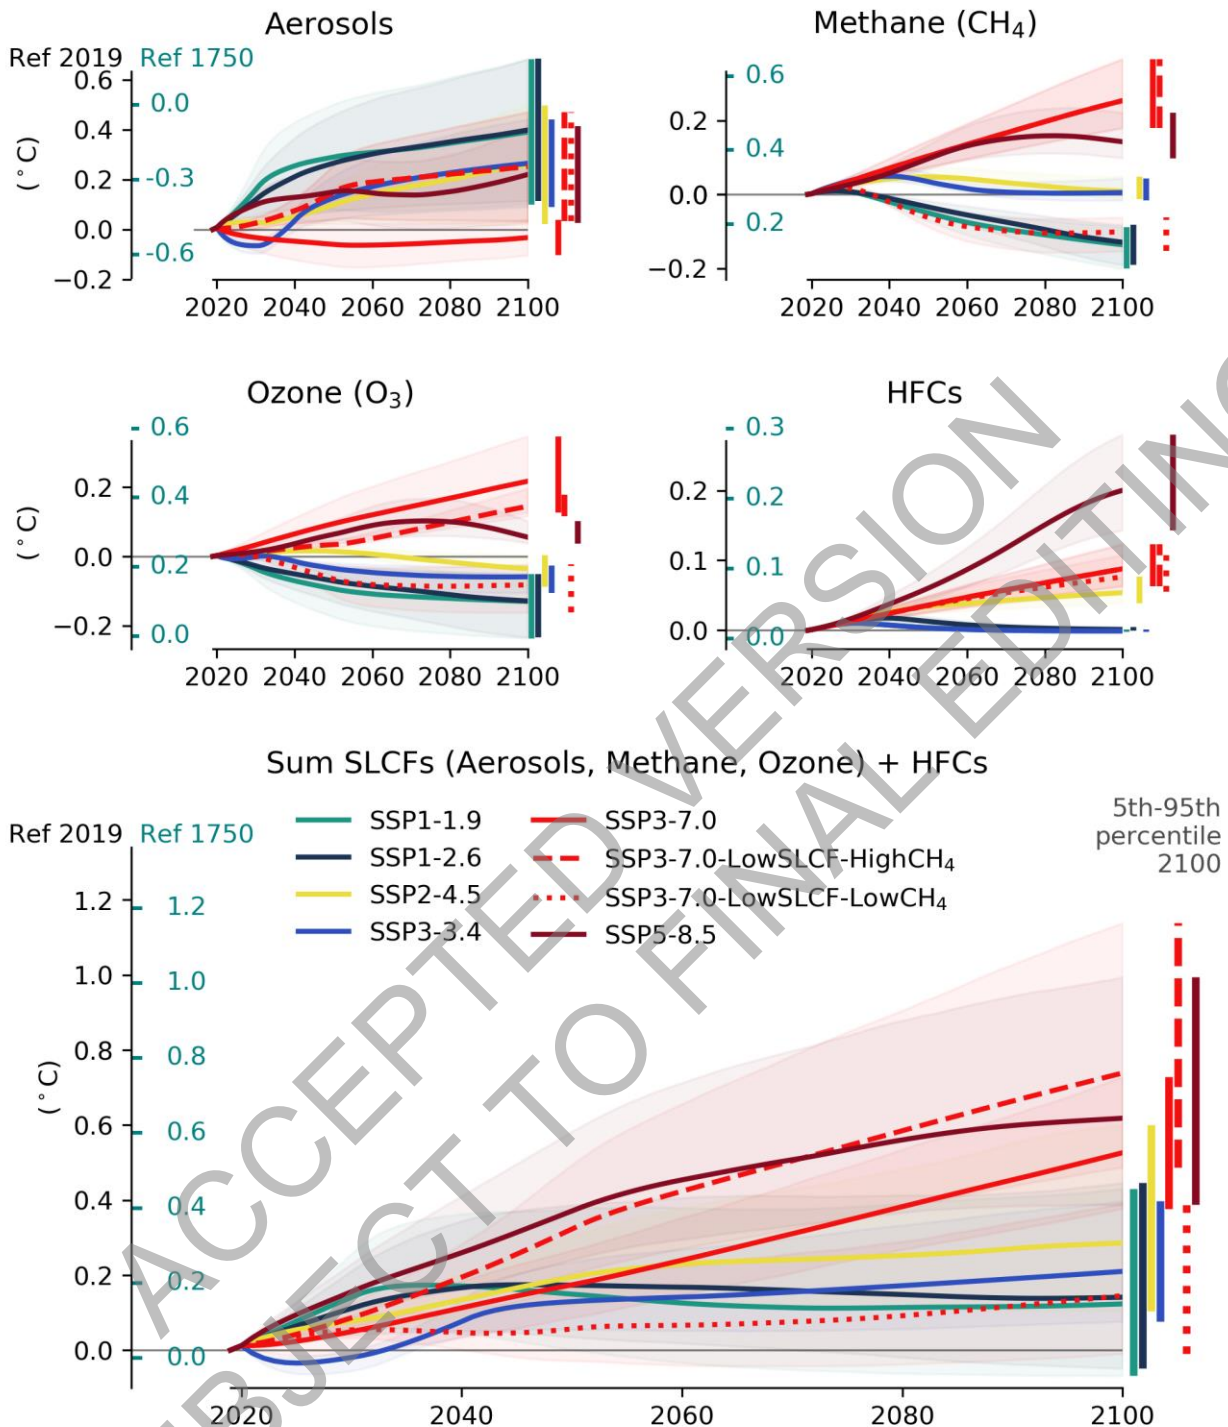 Aerosols
Ref 2019 Ref 1750
0.6
0.4
0.2
0.0
−0.2
0.0
-0.3
-0.6
(°C)
2020 2040 2060 2080 2100
Methane (CH₄)
0.2
0.0
−0.2
0.6
0.4
0.2
2020 2040 2060 2080 2100
Ozone (O₃)
0.2
0.0
−0.2
0.6
0.4
0.2
0.0
(°C)
2020 2040 2060 2080 2100
HFCs
0.2
0.1
0.0
0.3
0.2
0.1
0.0
2020 2040 2060 2080 2100
Sum SLCFs (Aerosols, Methane, Ozone) + HFCs
Ref 2019 Ref 1750
SSP1-1.9
SSP1-2.6
SSP2-4.5
SSP3-3.4
SSP3-7.0
SSP3-7.0-LowSLCF-HighCH₄
SSP3-7.0-LowSLCF-LowCH₄
SSP5-8.5
5th-95th
percentile
2100
1.2
1.0
0.8
0.6
0.4
0.2
0.0
1.2
1.0
0.8
0.6
0.4
0.2
0.0
(°C)
2020 2040 2060 2080 2100
ACCEPTED VERSION
SUBJECT TO FINAL EDITING